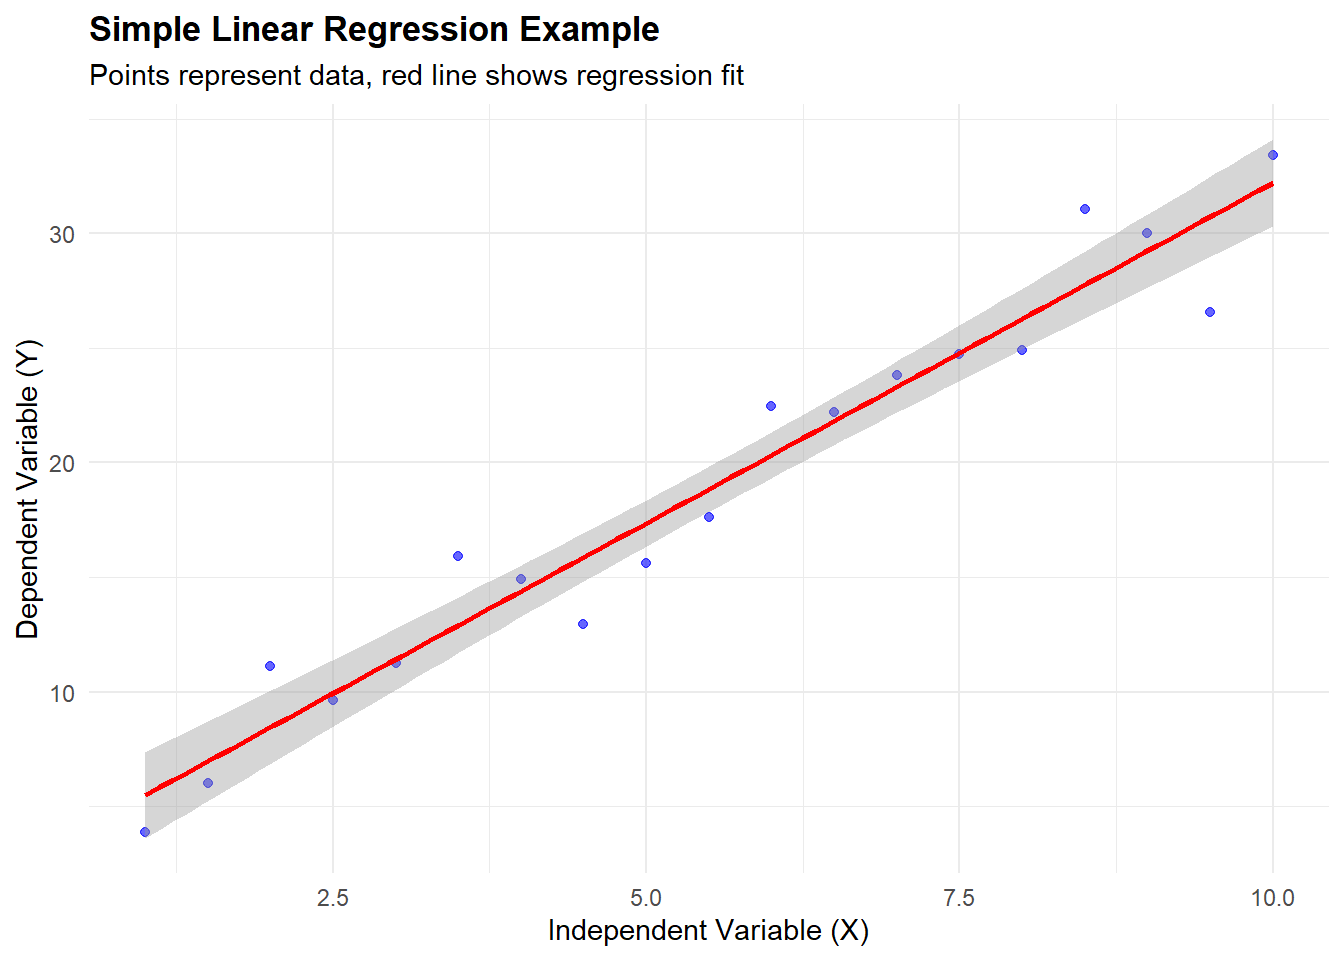 Simple Linear Regression Example
Points represent data, red line shows regression fit
30
20
10
Dependent Variable (Y)
2.5 5.0 7.5 10.0
Independent Variable (X)